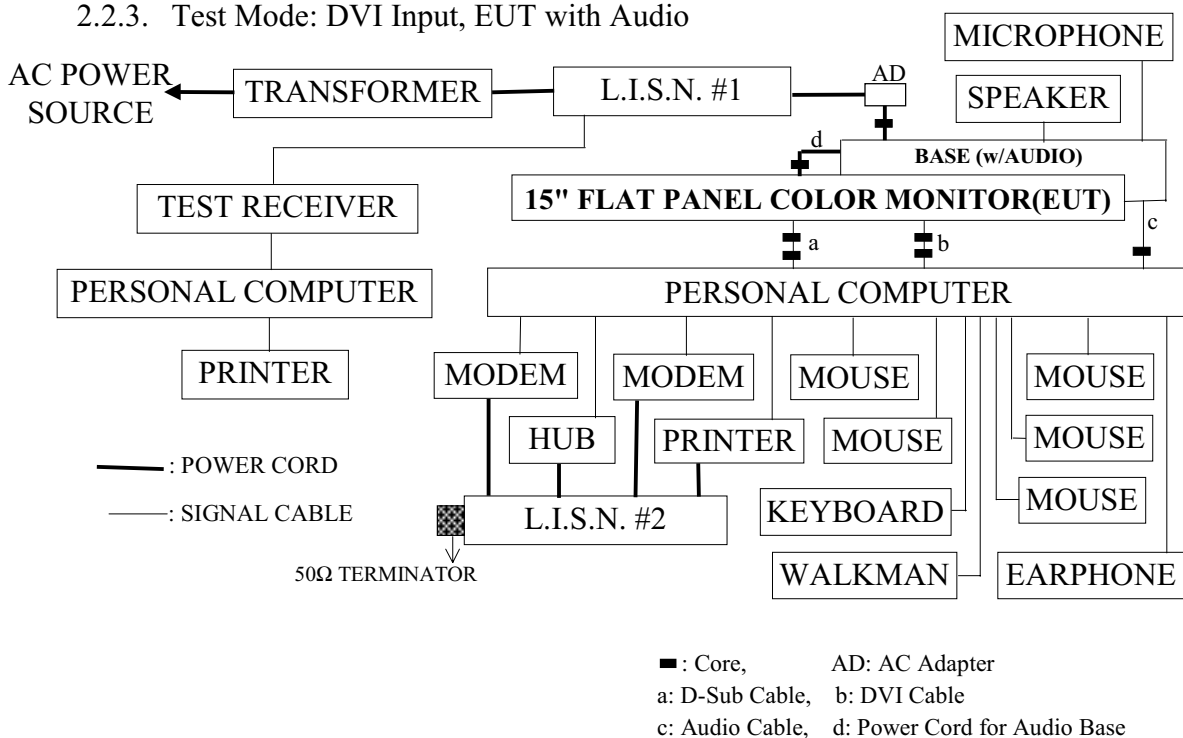 2.2.3. Test Mode: DVI Input, EUT with Audio
MICROPHONE
AC POWER
SOURCE
TRANSFORMER
L.I.S.N. #1
AD
SPEAKER
d
BASE (w/AUDIO)
TEST RECEIVER
15" FLAT PANEL COLOR MONITOR(EUT)
a
b
c
PERSONAL COMPUTER
PERSONAL COMPUTER
PRINTER
MODEM
MODEM
MOUSE
MOUSE
HUB
PRINTER
MOUSE
MOUSE
: POWER CORD
: SIGNAL CABLE
L.I.S.N. #2
KEYBOARD
MOUSE
50Ω TERMINATOR
WALKMAN
EARPHONE
: Core, AD: AC Adapter
a: D-Sub Cable, b: DVI Cable
c: Audio Cable, d: Power Cord for Audio Base